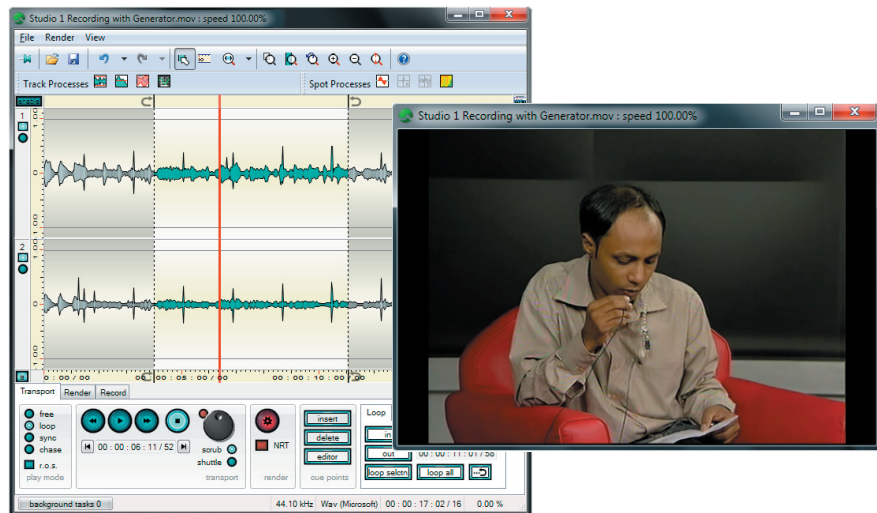 Studio 1 Recording with Generator.mov : speed 100.00%
File Render View
Track Processes
Spot Processes
1
0
2
0
0 : 00 / 00
00 : 05 : 00 / 00
00 : 00 : 10 : 00
Studio 1 Recording with Generator.mov : speed 100.00%
Transport Render Record
free
loop
sync
chase
r.o.s.
play mode
00 : 00 : 06 : 11 / 52
scrub
shuttle
transport
NRT
render
insert
delete
editor
cue points
Loop
in
out
00 : 00 : 11 : 01 / 58
loop selctn
loop all
background tasks 0
44.10 kHz Wav (Microsoft) 00 : 00 : 17 : 02 / 16 0.00 %